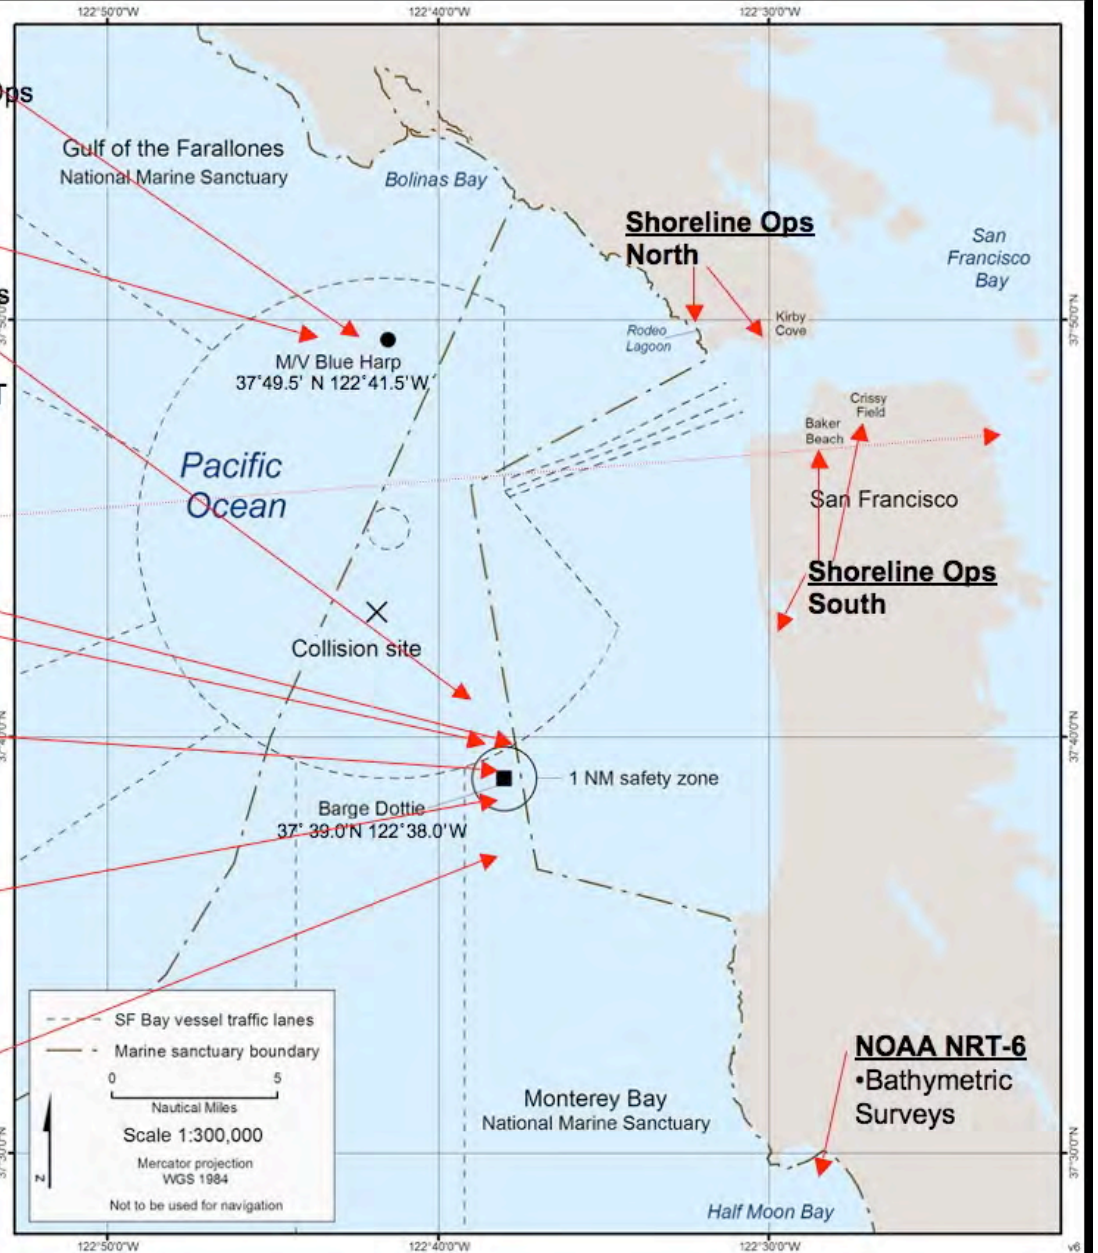 122°50'0"W
122°40'0"W
122°30'0"W
Gulf of the Farallones
National Marine Sanctuary
Bolinas Bay
Shoreline Ops
North
San
Francisco
Bay
37°50'0"N
Kirby
Cove
Rodeo
Lagoon
M/V Blue Harp
37°49.5' N 122°41.5'W
Crissy
Field
Baker
Beach
Pacific
Ocean
San Francisco
Shoreline Ops
South
Collision site
37°40'0"N
37°40'0"N
1 NM safety zone
Barge Dottie
37° 39.0'N 122°38.0'W
SF Bay vessel traffic lanes
Marine sanctuary boundary
0 5
Nautical Miles
Scale 1:300,000
Mercator projection
WGS 1984
Not to be used for navigation
N
Monterey Bay
National Marine Sanctuary
NOAA NRT-6
•Bathymetric
Surveys
37°30'0"N
37°30'0"N
Half Moon Bay
122°50'0"W
122°40'0"W
122°30'0"W
v6